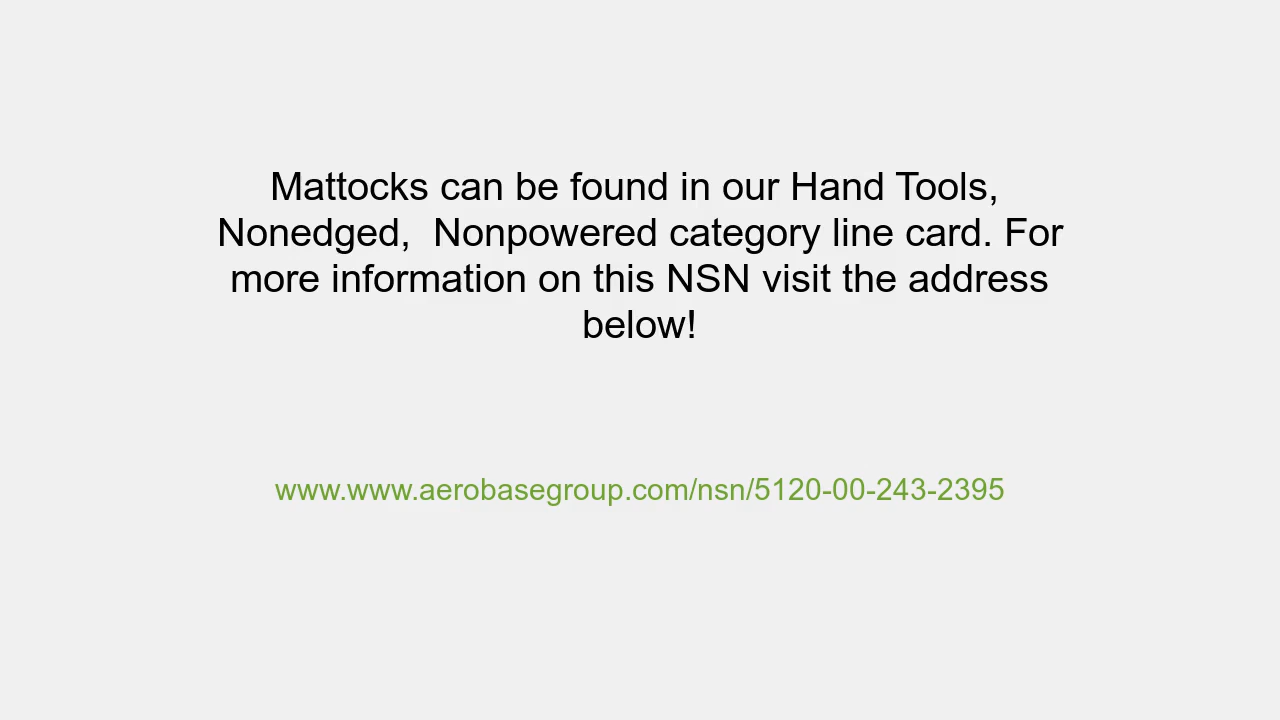 Mattocks can be found in our Hand Tools,
Nonedged,  Nonpowered category line card. For
more information on this NSN visit the address
below!
www.www.aerobasegroup.com/nsn/5120-00-243-2395